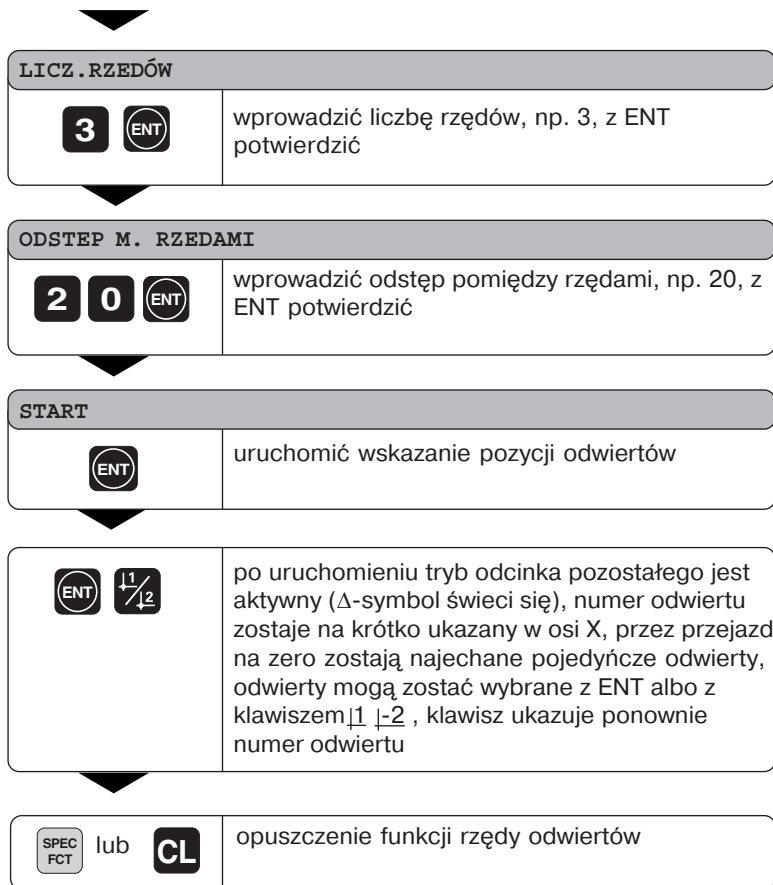 LICZ.RZEDÓW
3 ENT
wprowadzić liczbę rzędów, np. 3, z ENT
potwierdzić
ODSTEP M. RZEDAMI
2 0 ENT
wprowadzić odstęp pomiędzy rzędami, np. 20, z
ENT potwierdzić
START
ENT
uruchomić wskazanie pozycji odwiertów
ENT 1/2
po uruchomieniu tryb odcinka pozostałego jest
aktywny (Δ-symbol świeci się), numer odwiertu
zostaje na krótko ukazany w osi X, przez przejazd
na zero zostają najechane pojedyńcze odwierty,
odwierty mogą zostać wybrane z ENT albo z
klawiszem|1 |-2 , klawisz ukazuje ponownie
numer odwiertu
SPEC
FCT
lub CL
opuszczenie funkcji rzędy odwiertów